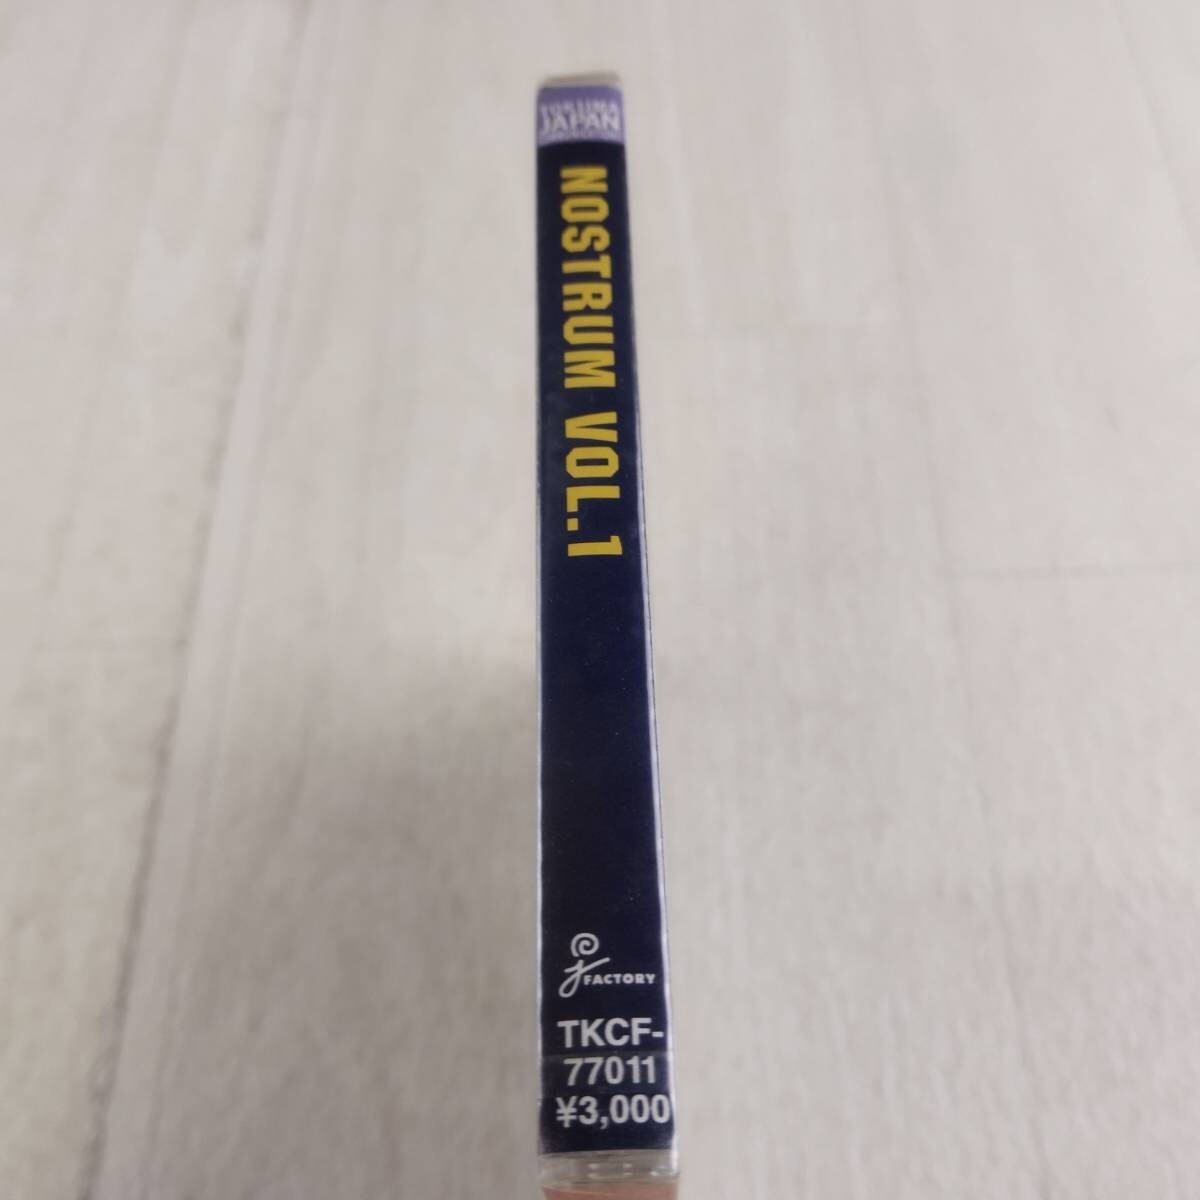 TOKUMA
JAPAN
NOSTRUM VOL.1
J FACTORY
TKCF-
77011
¥3,000